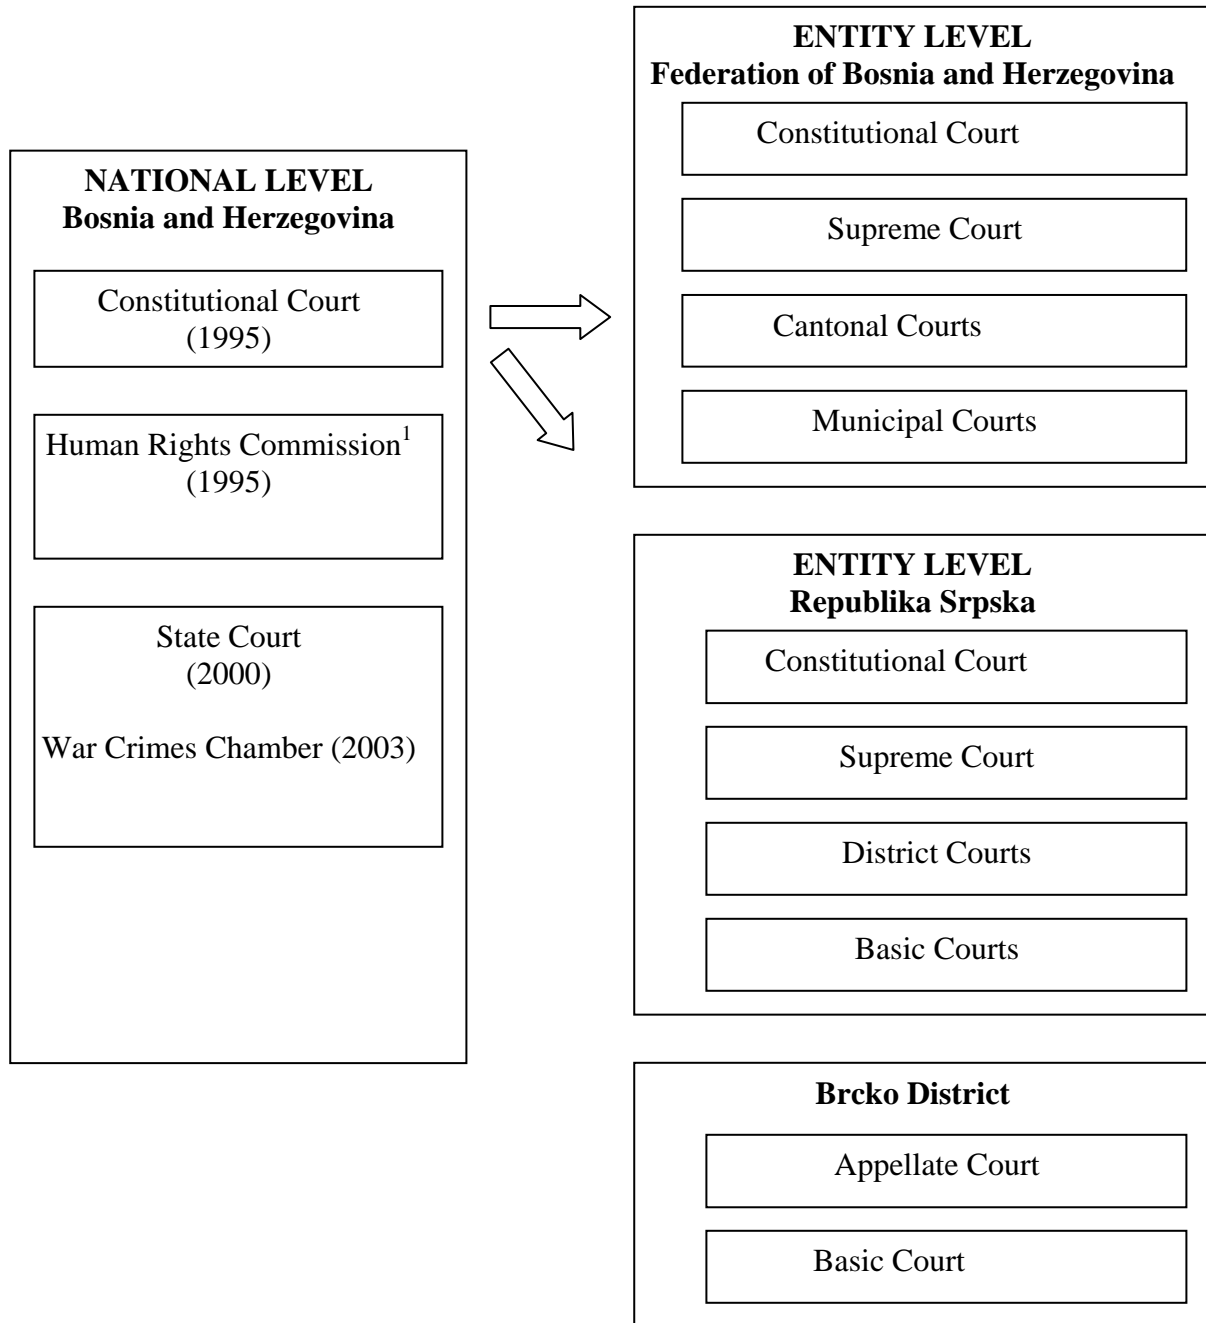 NATIONAL LEVEL
Bosnia and Herzegovina
Constitutional Court
(1995)
Human Rights Commission¹
(1995)
State Court
(2000)
War Crimes Chamber (2003)
ENTITY LEVEL
Federation of Bosnia and Herzegovina
Constitutional Court
Supreme Court
Cantonal Courts
Municipal Courts
ENTITY LEVEL
Republika Srpska
Constitutional Court
Supreme Court
District Courts
Basic Courts
Brcko District
Appellate Court
Basic Court